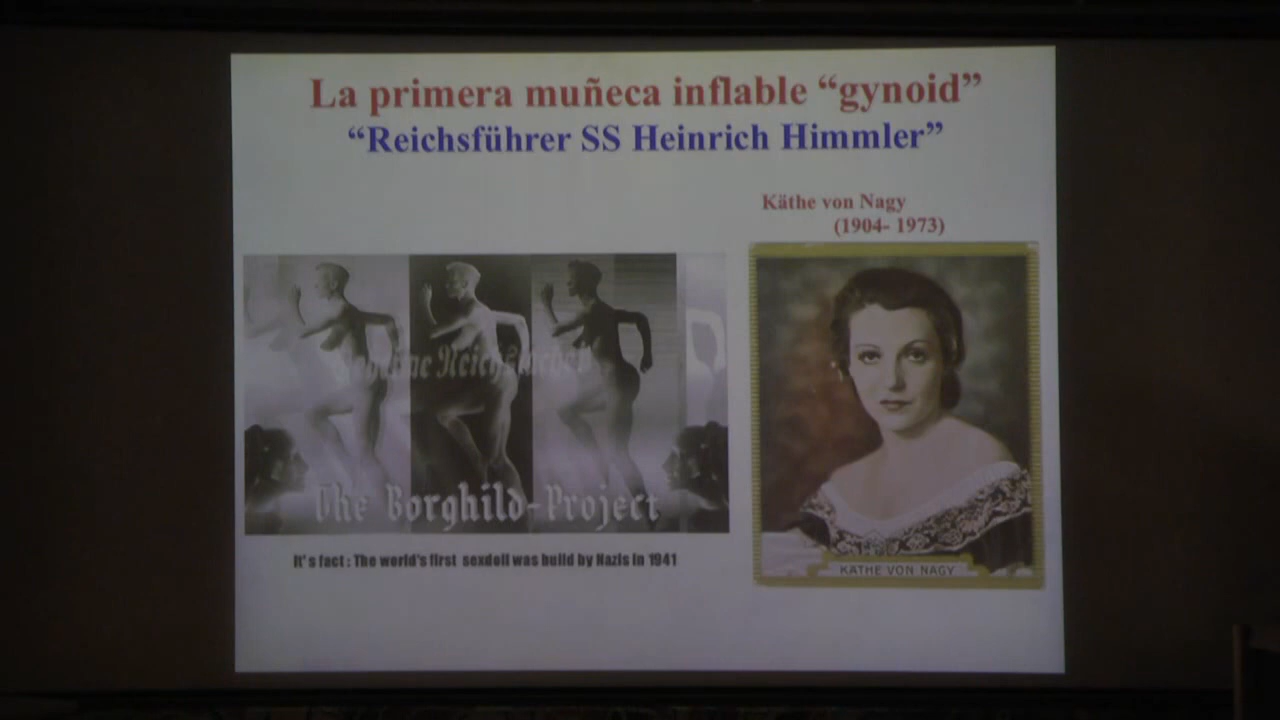 La primera muñeca inflable “gynoid”
“Reichsführer SS Heinrich Himmler”
Käthe von Nagy
(1904- 1973)
The Borghild-Project
It's fact : The world's first sexdoll was build by Nazis in 1941
KÄTHE VON NAGY